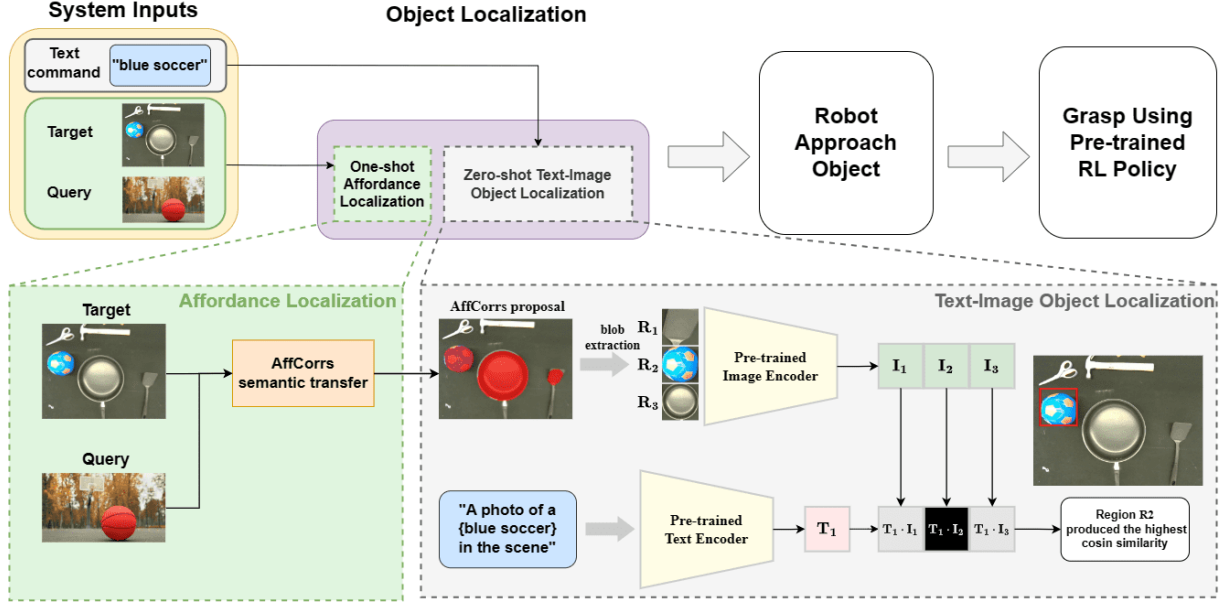 System Inputs
Object Localization
Text
command
"blue soccer"
Target
Query
One-shot
Affordance
Localization
Zero-shot Text-Image
Object Localization
Robot
Approach
Object
Grasp Using
Pre-trained
RL Policy
Affordance Localization
Target
Query
AffCorrs
semantic transfer
Text-Image Object Localization
AffCorrs proposal
blob
extraction
R₁
R₂
R₃
Pre-trained
Image Encoder
I₁ I₂ I₃
"A photo of a
{blue soccer}
in the scene"
Pre-trained
Text Encoder
T₁
T₁ · I₁ T₁ · I₂ T₁ · I₃
Region R2
produced the highest
cosin similarity